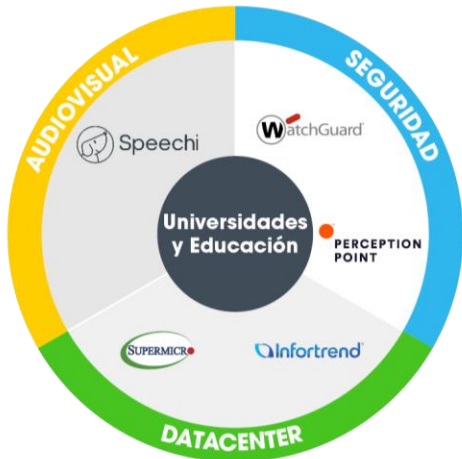 AUDIOVISUAL
SEGURIDAD
Speechi
WatchGuard
Universidades
y Educación
PERCEPTION
POINT
SUPERMICRO
Infortrend
DATACENTER